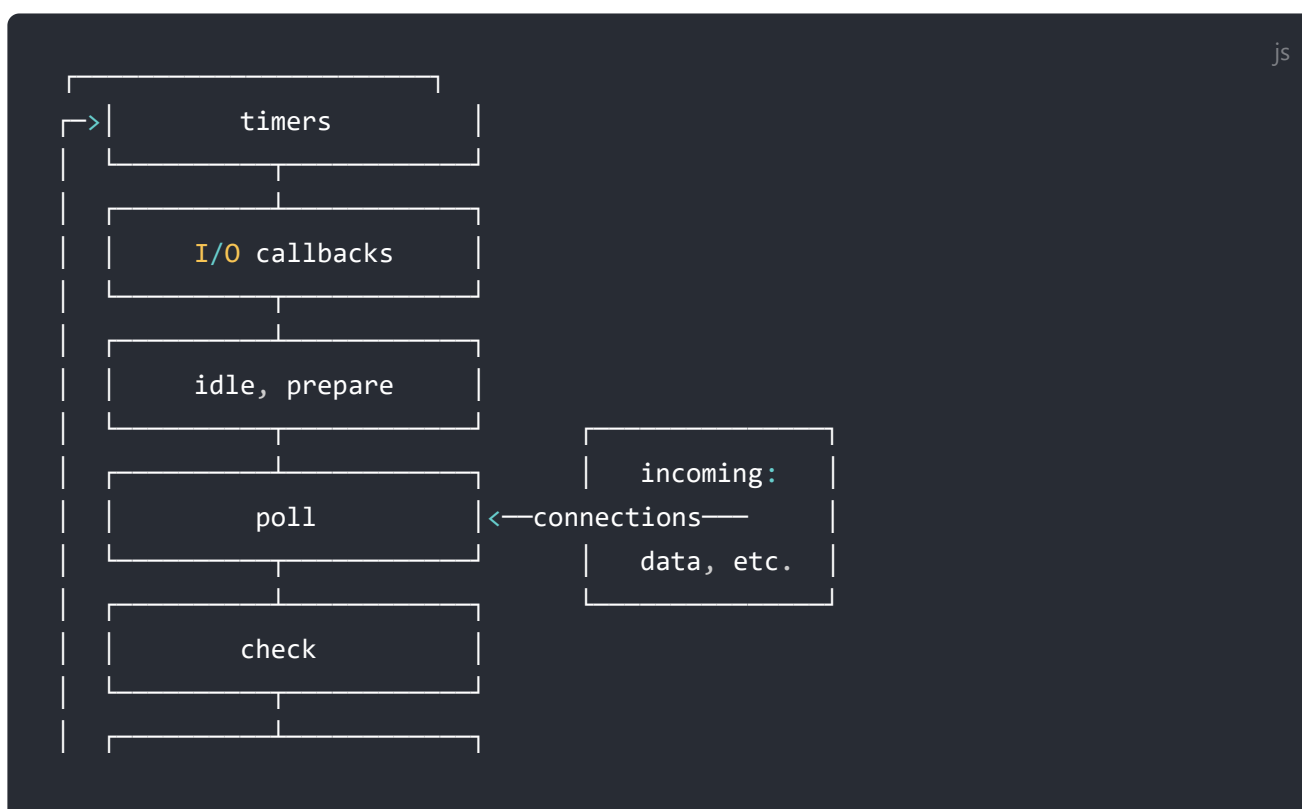 js
timers
I/O callbacks
idle, prepare
incoming:
poll
<──connections───
data, etc.
check